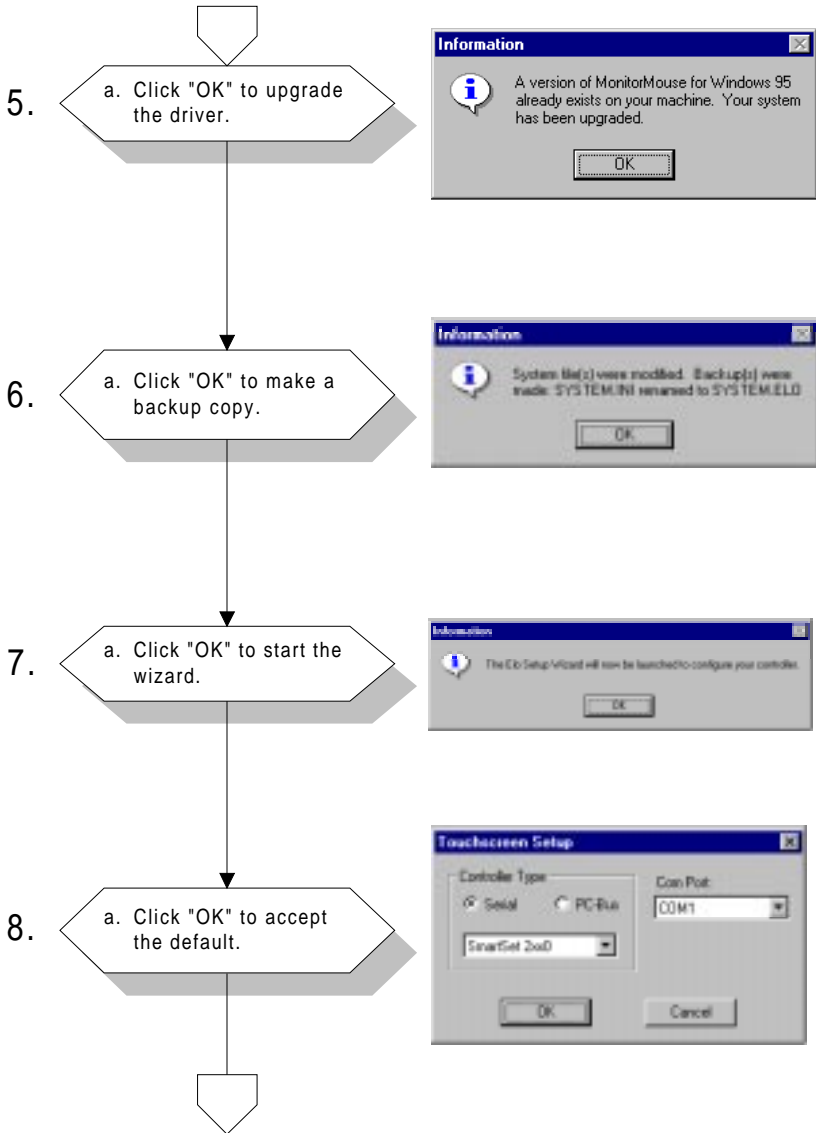 5.
a. Click "OK" to upgrade
the driver.
Information
A version of MonitorMouse for Windows 95
already exists on your machine. Your system
has been upgraded.
OK
6.
a. Click "OK" to make a
backup copy.
Information
System file(s) were modified. Backup(s) were
made: SYSTEM.INI renamed to SYSTEM.ELO
OK
7.
a. Click "OK" to start the
wizard.
Information
The Elo Setup Wizard will now be launched to configure your controller.
OK
8.
a. Click "OK" to accept
the default.
Touchscreen Setup
Controller Type
Serial PC-Bus
SmartSet 2xx0
Com Port:
COM1
OK Cancel